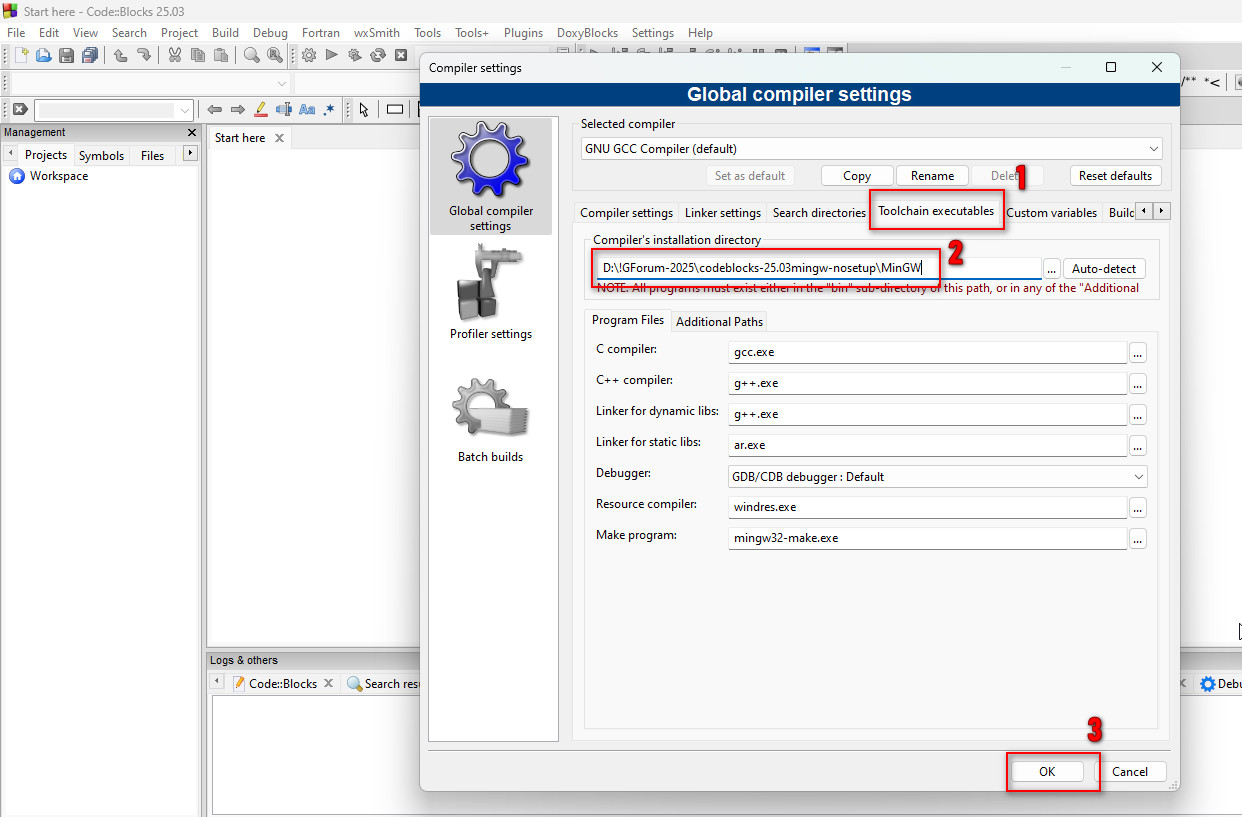 Start here - Code::Blocks 25.03
File Edit View Search Project Build Debug Fortran wxSmith Tools Tools+ Plugins DoxyBlocks Settings Help
Compiler settings
Global compiler settings
/** *<
Aa .*
Management
Projects Symbols Files
Workspace
Start here
Global compiler
settings
Profiler settings
Batch builds
Selected compiler
GNU GCC Compiler (default)
Set as default Copy Rename Delet Reset defaults
1
Compiler settings Linker settings Search directories Toolchain executables Custom variables Builc
Compiler's installation directory
2
D:\!GForum-2025\codeblocks-25.03mingw-nosetup\MinGW
... Auto-detect
NOTE: All programs must exist either in the "bin" sub-directory of this path, or in any of the "Additional
Program Files Additional Paths
C compiler: gcc.exe ...
C++ compiler: g++.exe ...
Linker for dynamic libs: g++.exe ...
Linker for static libs: ar.exe ...
Debugger: GDB/CDB debugger : Default
Resource compiler: windres.exe ...
Make program: mingw32-make.exe ...
Logs & others
Code::Blocks Search resu Debu
3
OK Cancel